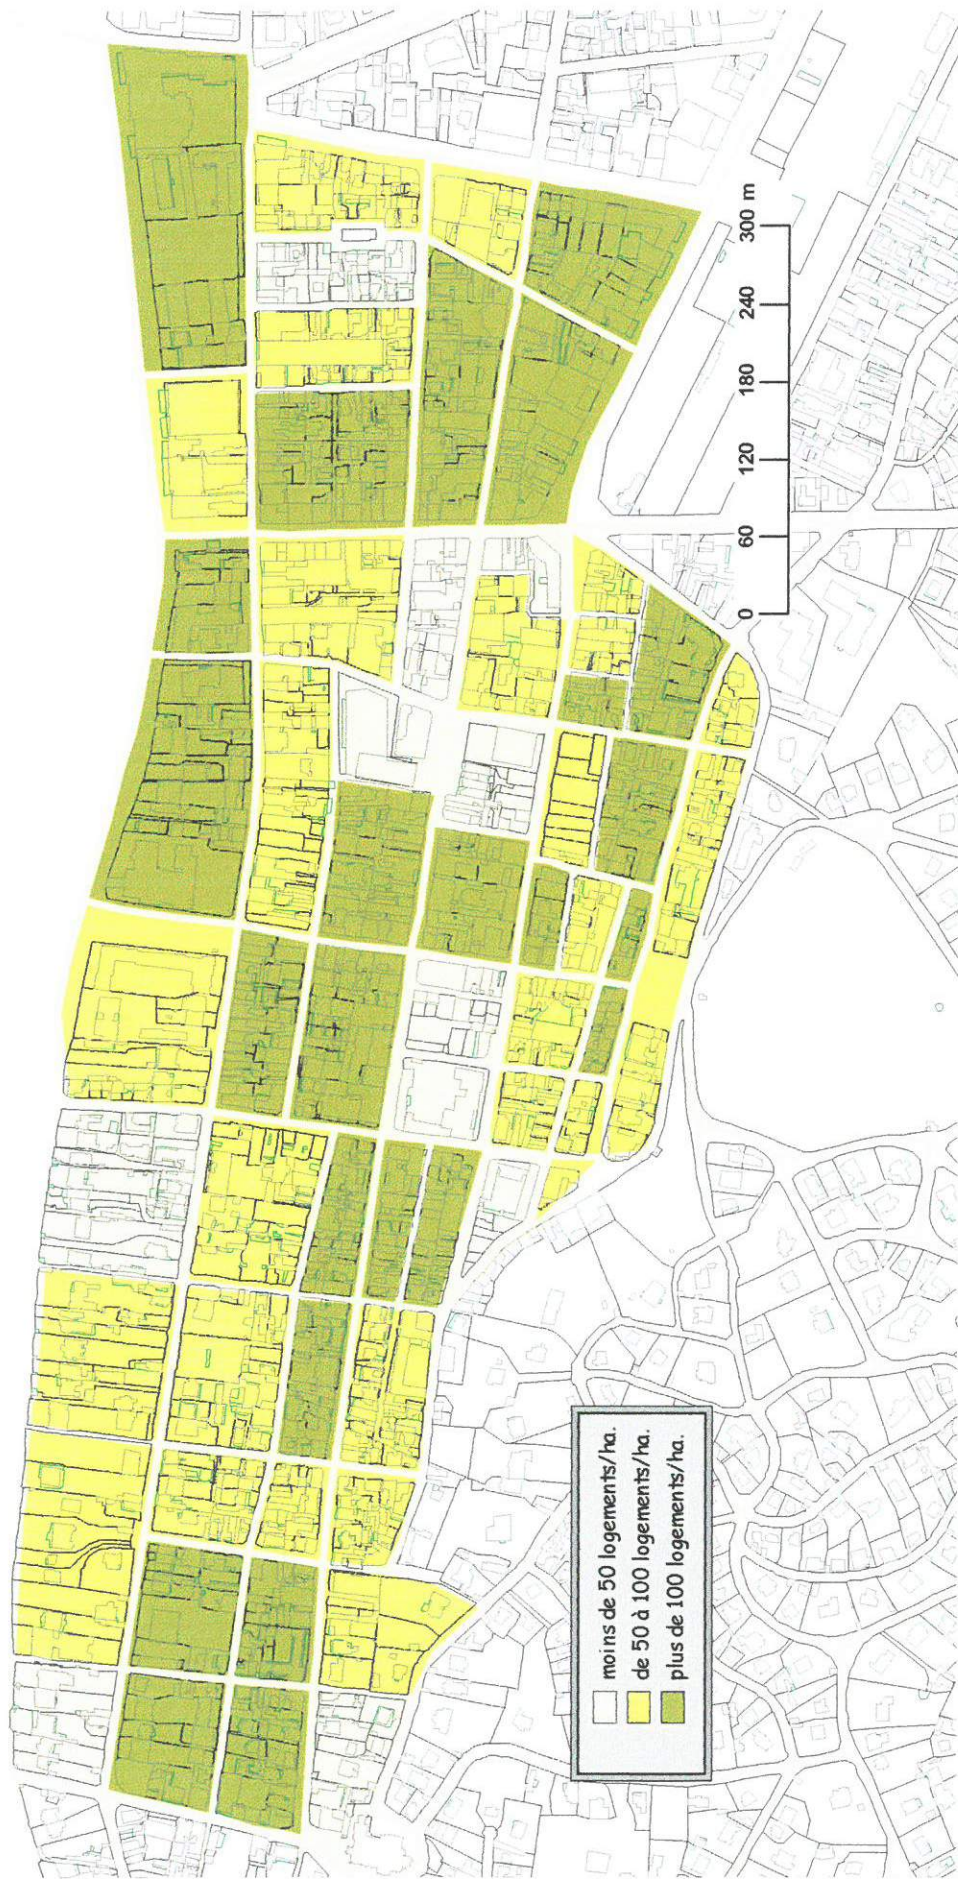 0 60 120 180 240 300 m
moins de 50 logements/ha.
de 50 à 100 logements/ha.
plus de 100 logements/ha.